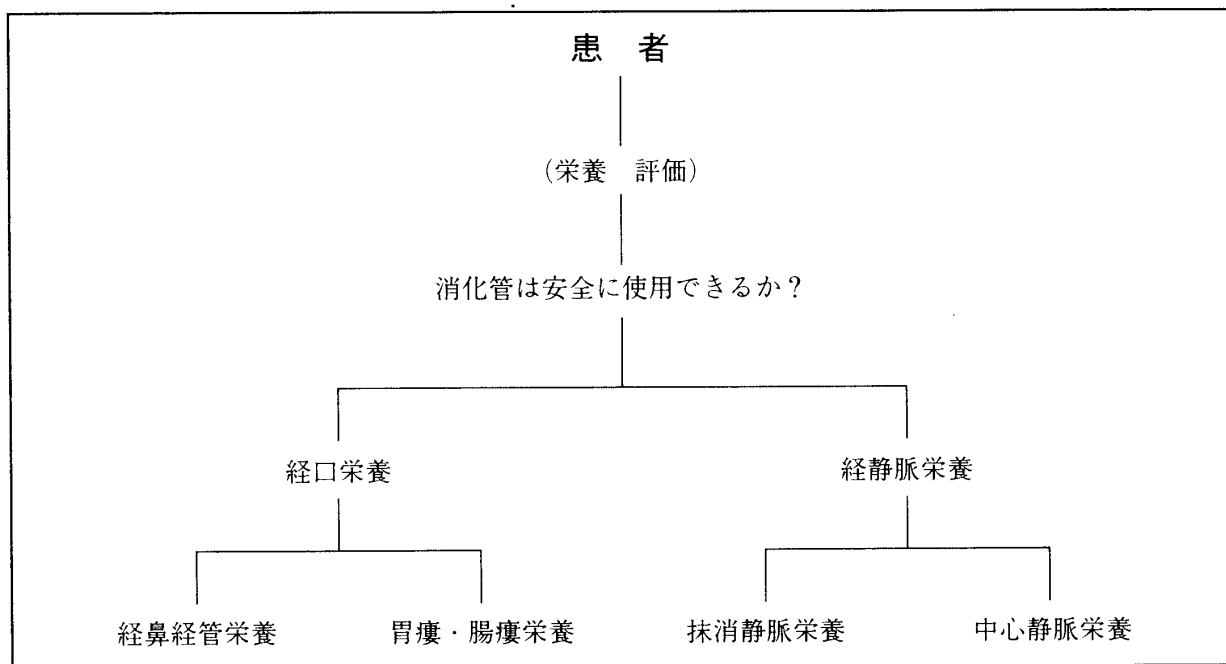 患 者
(栄養 評価)
消化管は安全に使用できるか？
経口栄養 経静脈栄養
経鼻経管栄養 胃瘻・腸瘻栄養 抹消静脈栄養 中心静脈栄養